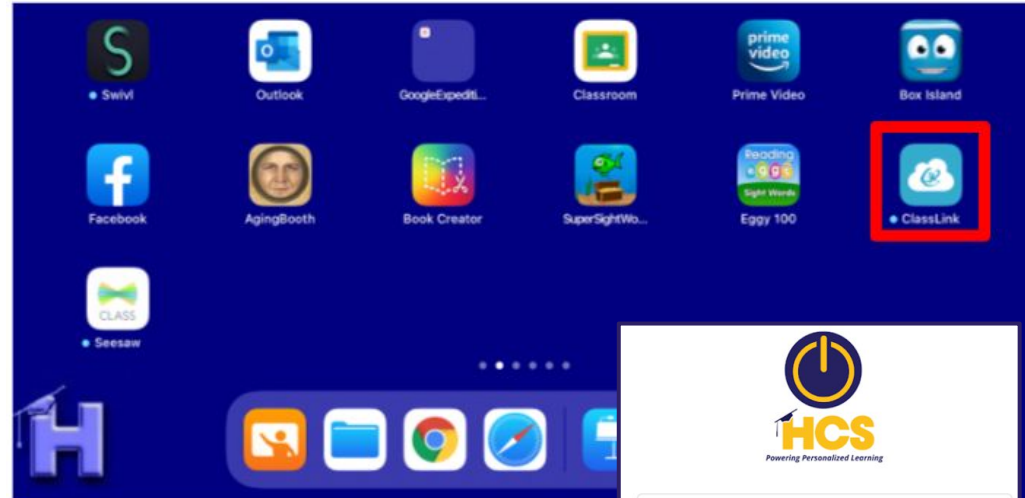 prime
video
Swivl
Outlook
GoogleExpediti...
Classroom
Prime Video
Box Island
Reading
eggs
Sight Words
Facebook
AgingBooth
Book Creator
SuperSightWo...
Eggy 100
ClassLink
CLASS
Seesaw
H
HCS
Powering Personalized Learning